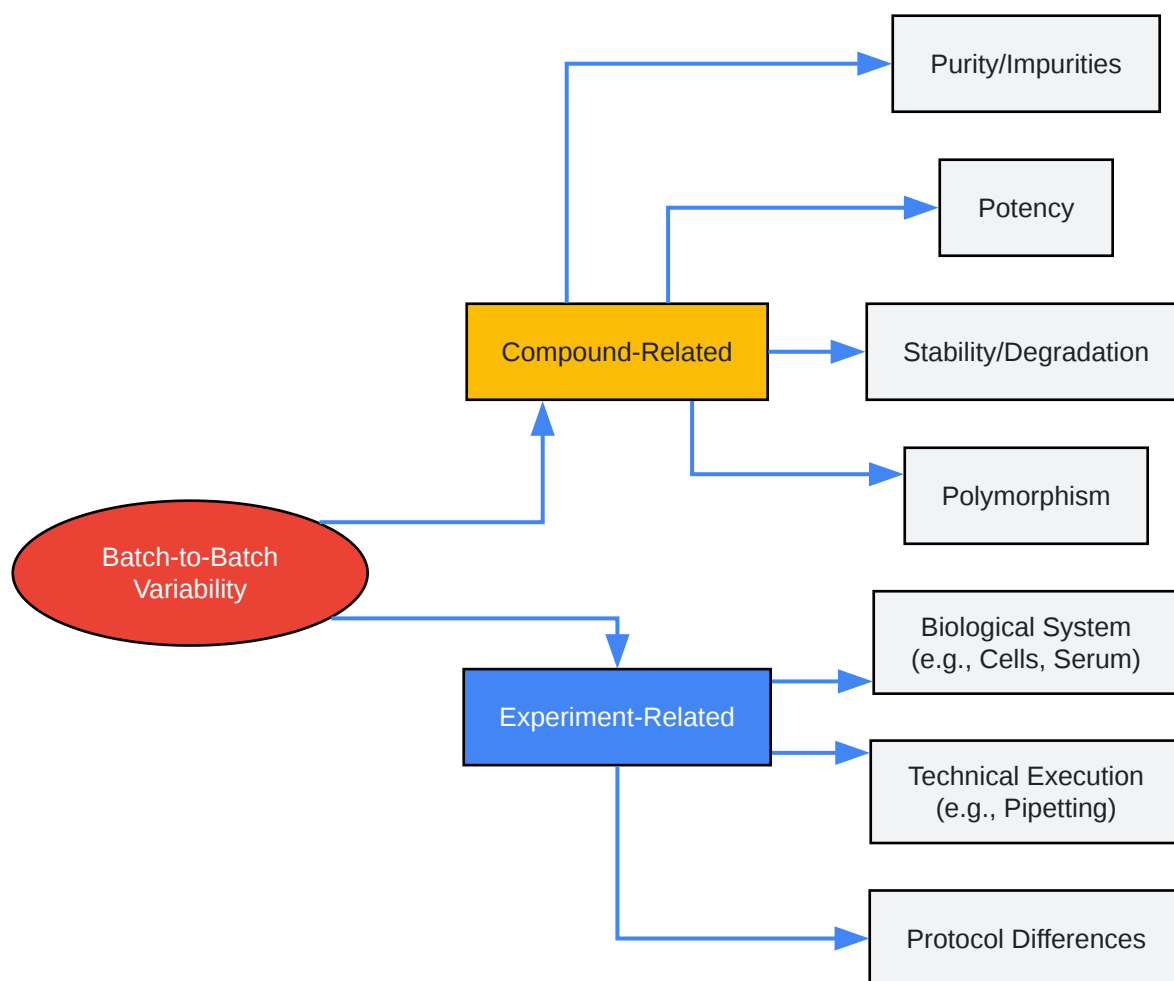 Purity/Impurities
Potency
Compound-Related
Stability/Degradation
Polymorphism
Batch-to-Batch
Variability
Biological System
(e.g., Cells, Serum)
Experiment-Related
Technical Execution
(e.g., Pipetting)
Protocol Differences